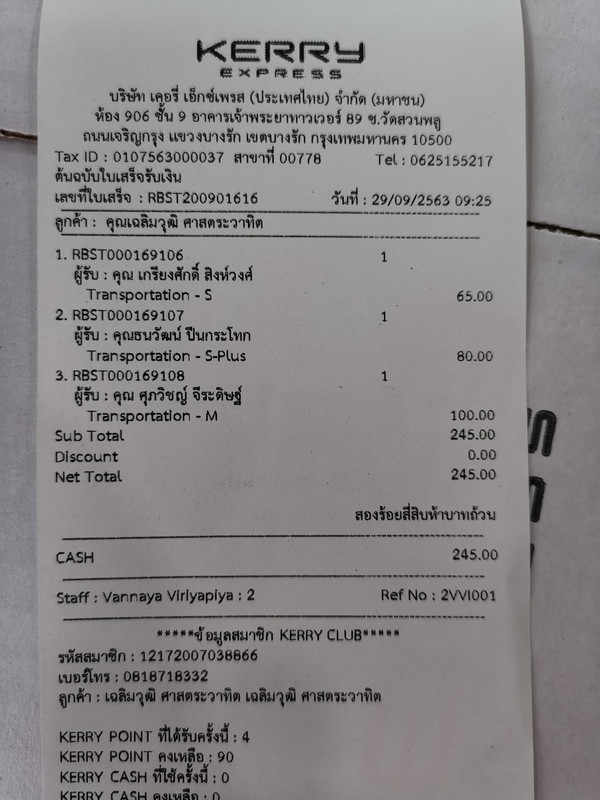 KERRY
EXPRESS
บริษัท เคอรี่ เอ็กซ์เพรส (ประเทศไทย) จำกัด (มหาชน)
ห้อง 906 ชั้น 9 อาคารเจ้าพระยาทาวเวอร์ 89 ซ.วัดสวนพลู
ถนนเจริญกรุง แขวงบางรัก เขตบางรัก กรุงเทพมหานคร 10500
Tax ID : 0107563000037 สาขาที่ 00778 Tel : 0625155217
ต้นฉบับใบเสร็จรับเงิน
เลขที่ใบเสร็จ : RBST200901616 วันที่ : 29/09/2563 09:25
ลูกค้า : คุณเฉลิมวุฒิ ศาสตระวาทิต
1. RBST000169106 1
ผู้รับ : คุณ เกรียงศักดิ์ สิงห์วงศ์
Transportation - S 65.00
2. RBST000169107 1
ผู้รับ : คุณธนวัฒน์ ปีนกระโทก
Transportation - S-Plus 80.00
3. RBST000169108 1
ผู้รับ : คุณ ศุภวิชญ์ จีระดิษฐ์
Transportation - M 100.00
Sub Total 245.00
Discount 0.00
Net Total 245.00
สองร้อยสี่สิบห้าบาทถ้วน
CASH 245.00
Staff : Vannaya Viriyapiya : 2 Ref No : 2VVI001
*****ข้อมูลสมาชิก KERRY CLUB*****
รหัสสมาชิก : 12172007038866
เบอร์โทร : 0818718332
ลูกค้า : เฉลิมวุฒิ ศาสตระวาทิต เฉลิมวุฒิ ศาสตระวาทิต
KERRY POINT ที่ได้รับครั้งนี้ : 4
KERRY POINT คงเหลือ : 90
KERRY CASH ที่ใช้ครั้งนี้ : 0
KERRY CASH คงเหลือ : 0